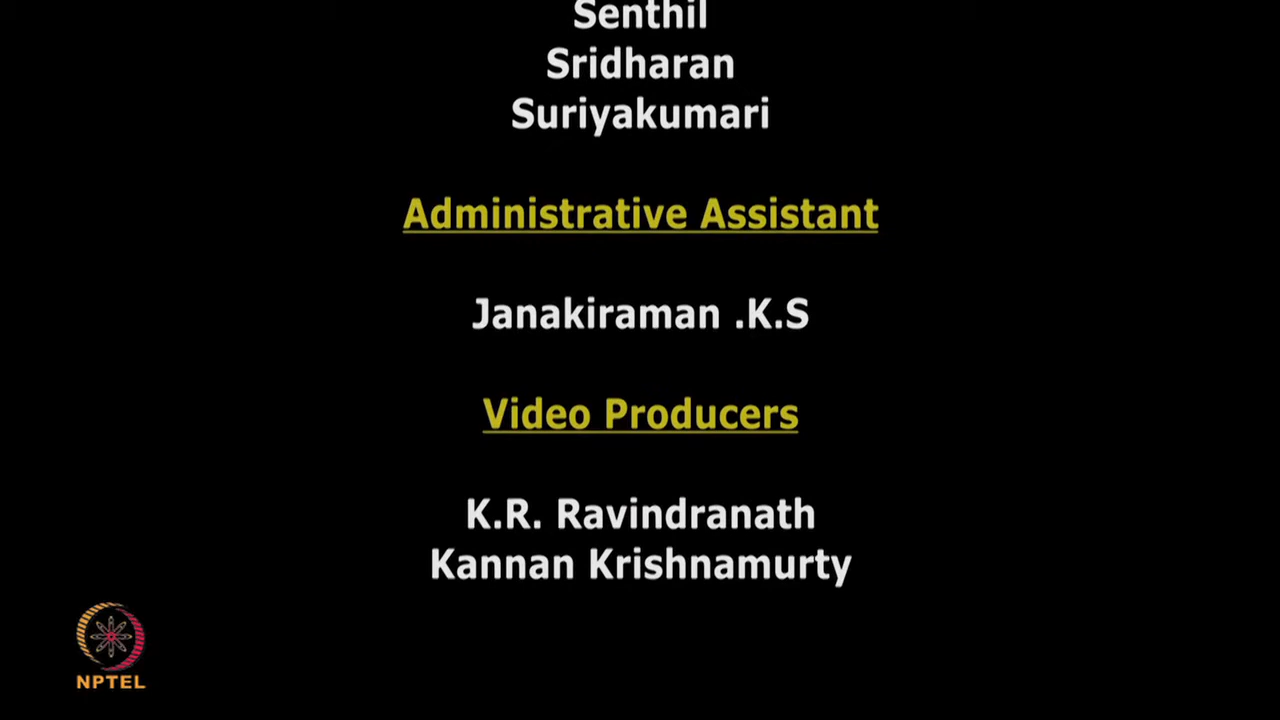 Senthil
Sridharan
Suriyakumari
Administrative Assistant
Janakiraman .K.S
Video Producers
K.R. Ravindranath
Kannan Krishnamurty
NPTEL